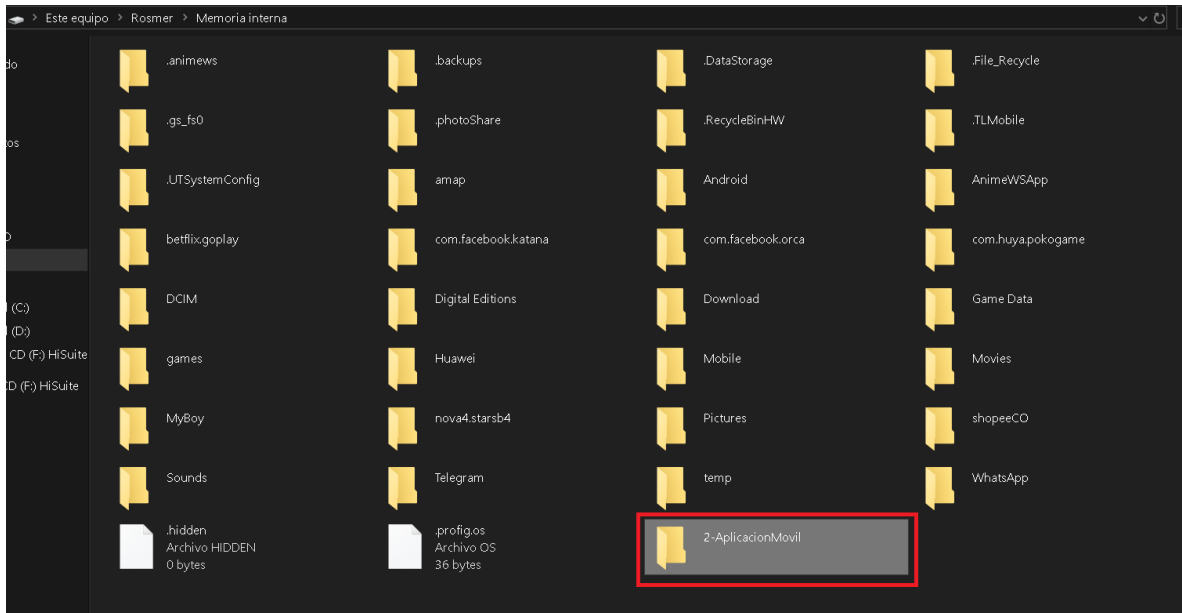 Este equipo > Rosmer > Memoria interna
do
os
(C:)
(D:)
CD (F:) HiSuite
CD (F:) HiSuite
.animews
.backups
.DataStorage
.File_Recycle
.gs_fs0
.photoShare
.RecycleBinHW
.TLMobile
.UTSystemConfig
amap
Android
AnimeWSApp
betflix.goplay
com.facebook.katana
com.facebook.orca
com.huya.pokogame
DCIM
Digital Editions
Download
Game Data
games
Huawei
Mobile
Movies
MyBoy
nova4.starsb4
Pictures
shopeeCO
Sounds
Telegram
temp
WhatsApp
.hidden
Archivo HIDDEN
0 bytes
.profig.os
Archivo OS
36 bytes
2-AplicacionMovil